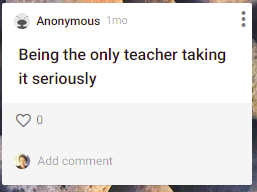 Anonymous 1mo
Being the only teacher taking
it seriously
0
Add comment